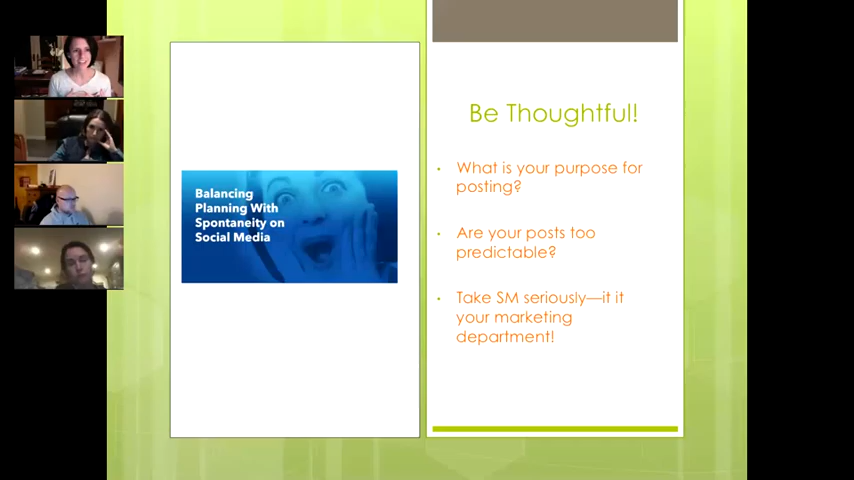 Balancing
Planning With
Spontaneity on
Social Media
Be Thoughtful!
• What is your purpose for
posting?
• Are your posts too
predictable?
• Take SM seriously—it it
your marketing
department!